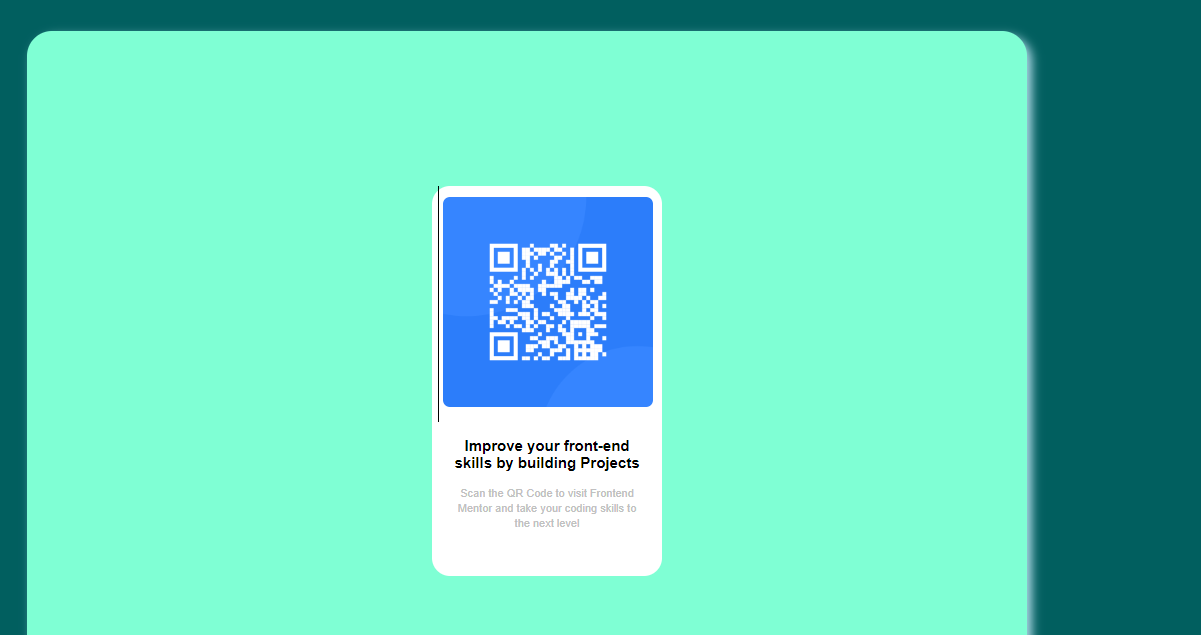 Improve your front-end
skills by building Projects
Scan the QR Code to visit Frontend
Mentor and take your coding skills to
the next level